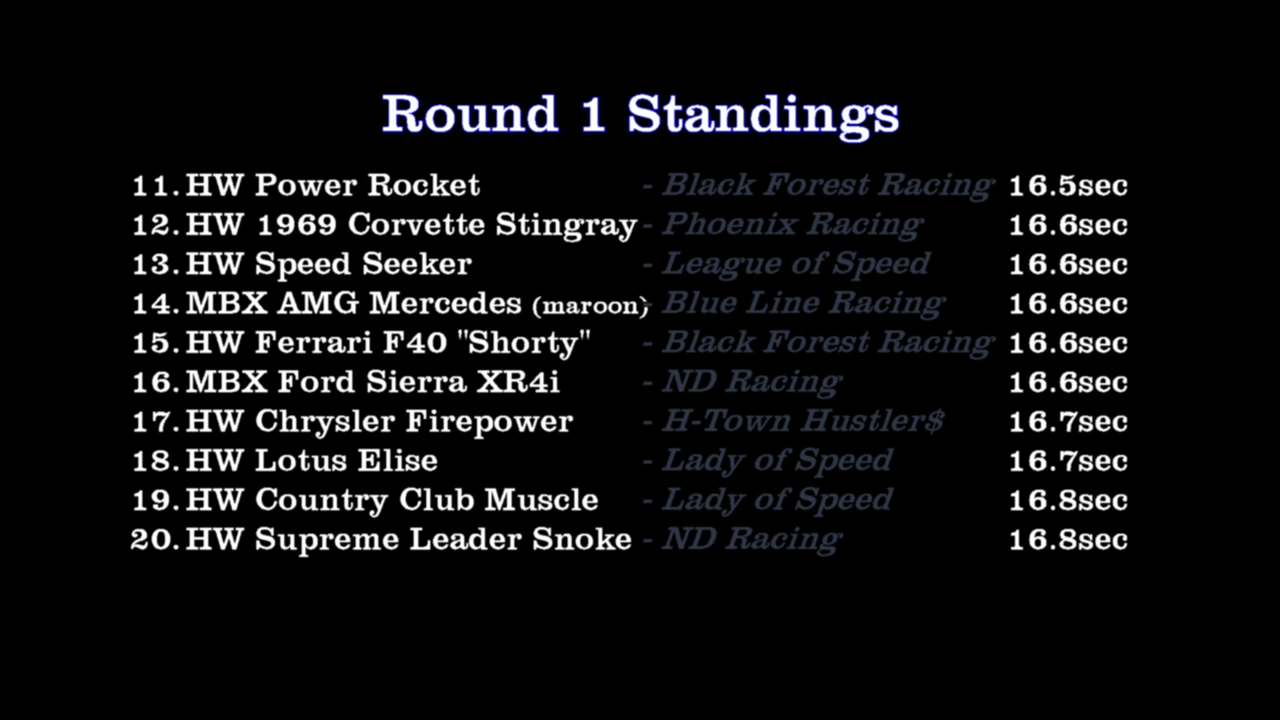 Round 1 Standings
11. HW Power Rocket - Black Forest Racing 16.5sec
12. HW 1969 Corvette Stingray - Phoenix Racing 16.6sec
13. HW Speed Seeker - League of Speed 16.6sec
14. MBX AMG Mercedes (maroon) - Blue Line Racing 16.6sec
15. HW Ferrari F40 "Shorty" - Black Forest Racing 16.6sec
16. MBX Ford Sierra XR4i - ND Racing 16.6sec
17. HW Chrysler Firepower - H-Town Hustler$ 16.7sec
18. HW Lotus Elise - Lady of Speed 16.7sec
19. HW Country Club Muscle - Lady of Speed 16.8sec
20. HW Supreme Leader Snoke - ND Racing 16.8sec